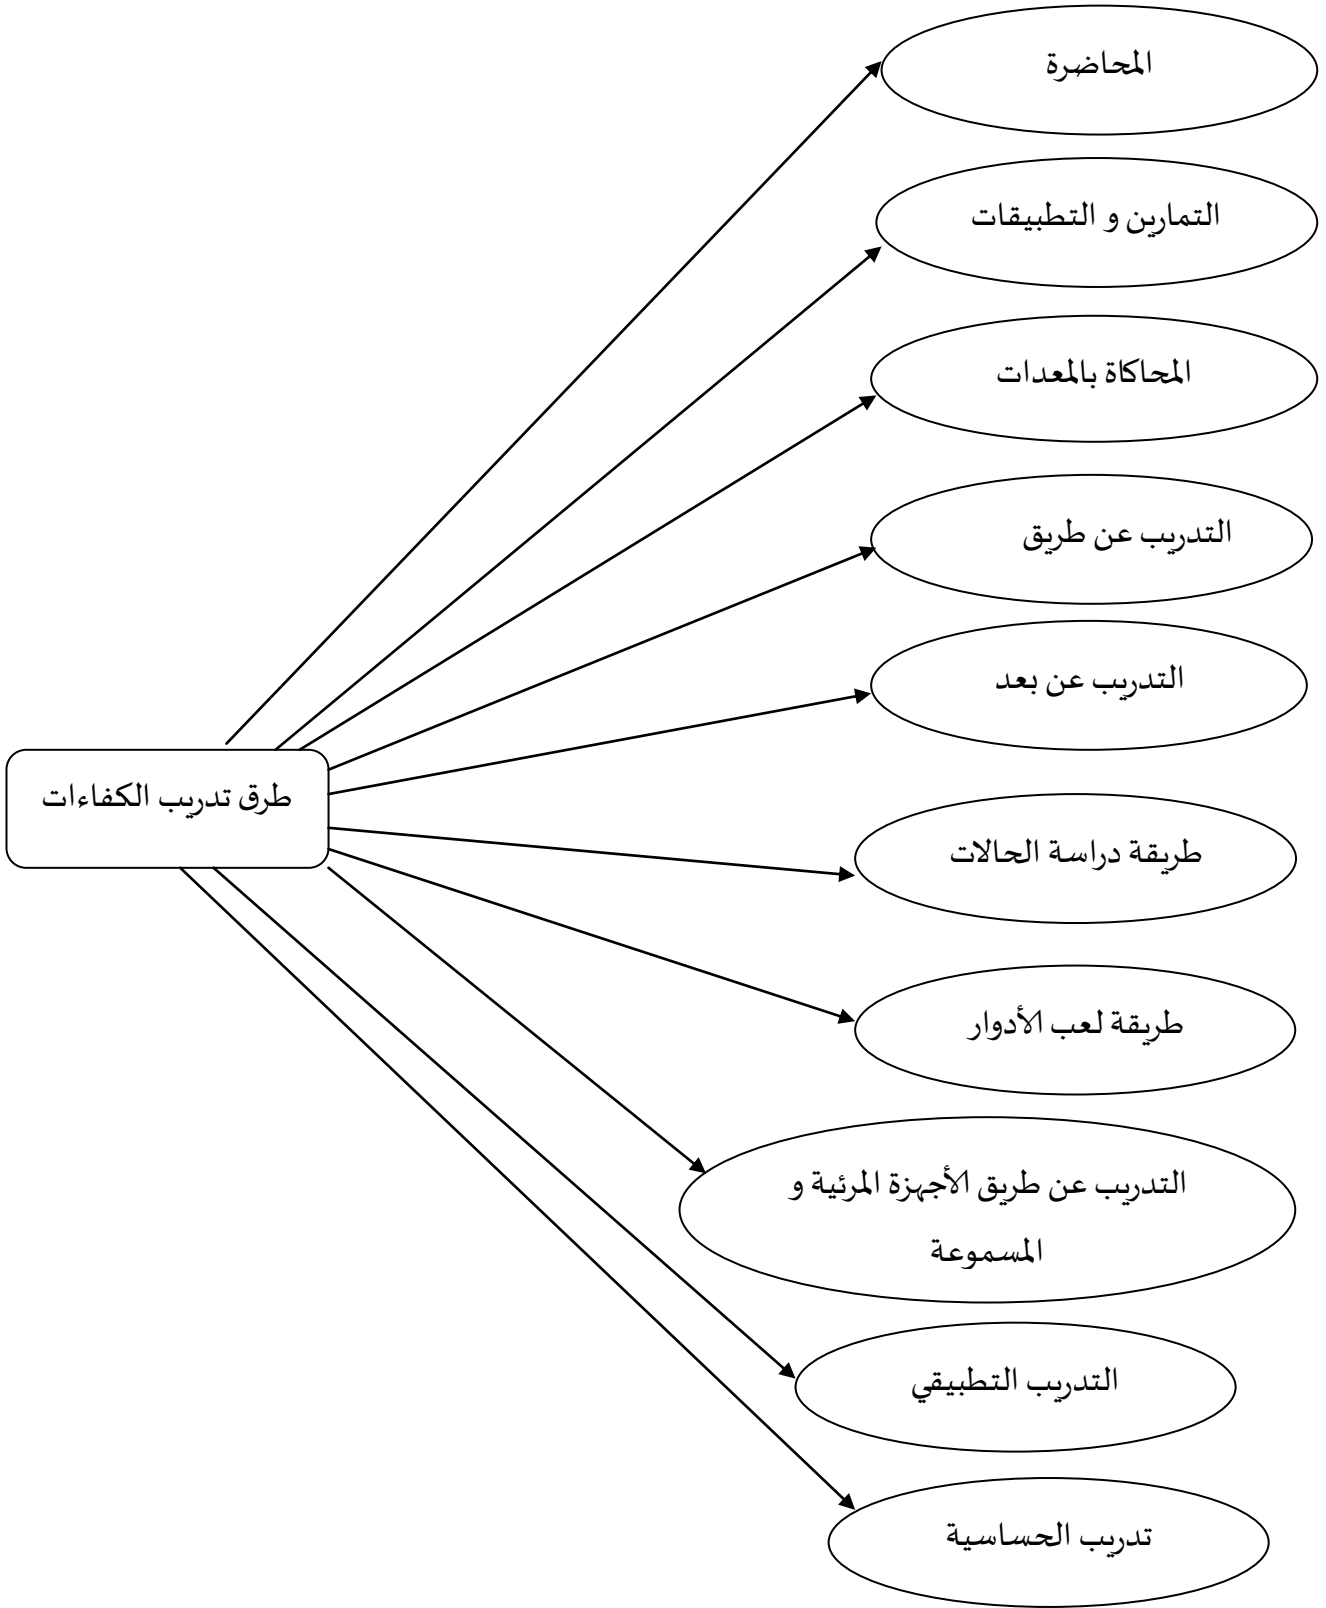 المحاضرة
التمارين و التطبيقات
المحاكاة بالمعدات
التدريب عن طريق
التدريب عن بعد
طرق تدريب الكفاءات
طريقة دراسة الحالات
طريقة لعب الأدوار
التدريب عن طريق الأجهزة المرئية و
المسموعة
التدريب التطبيقي
تدريب الحساسية